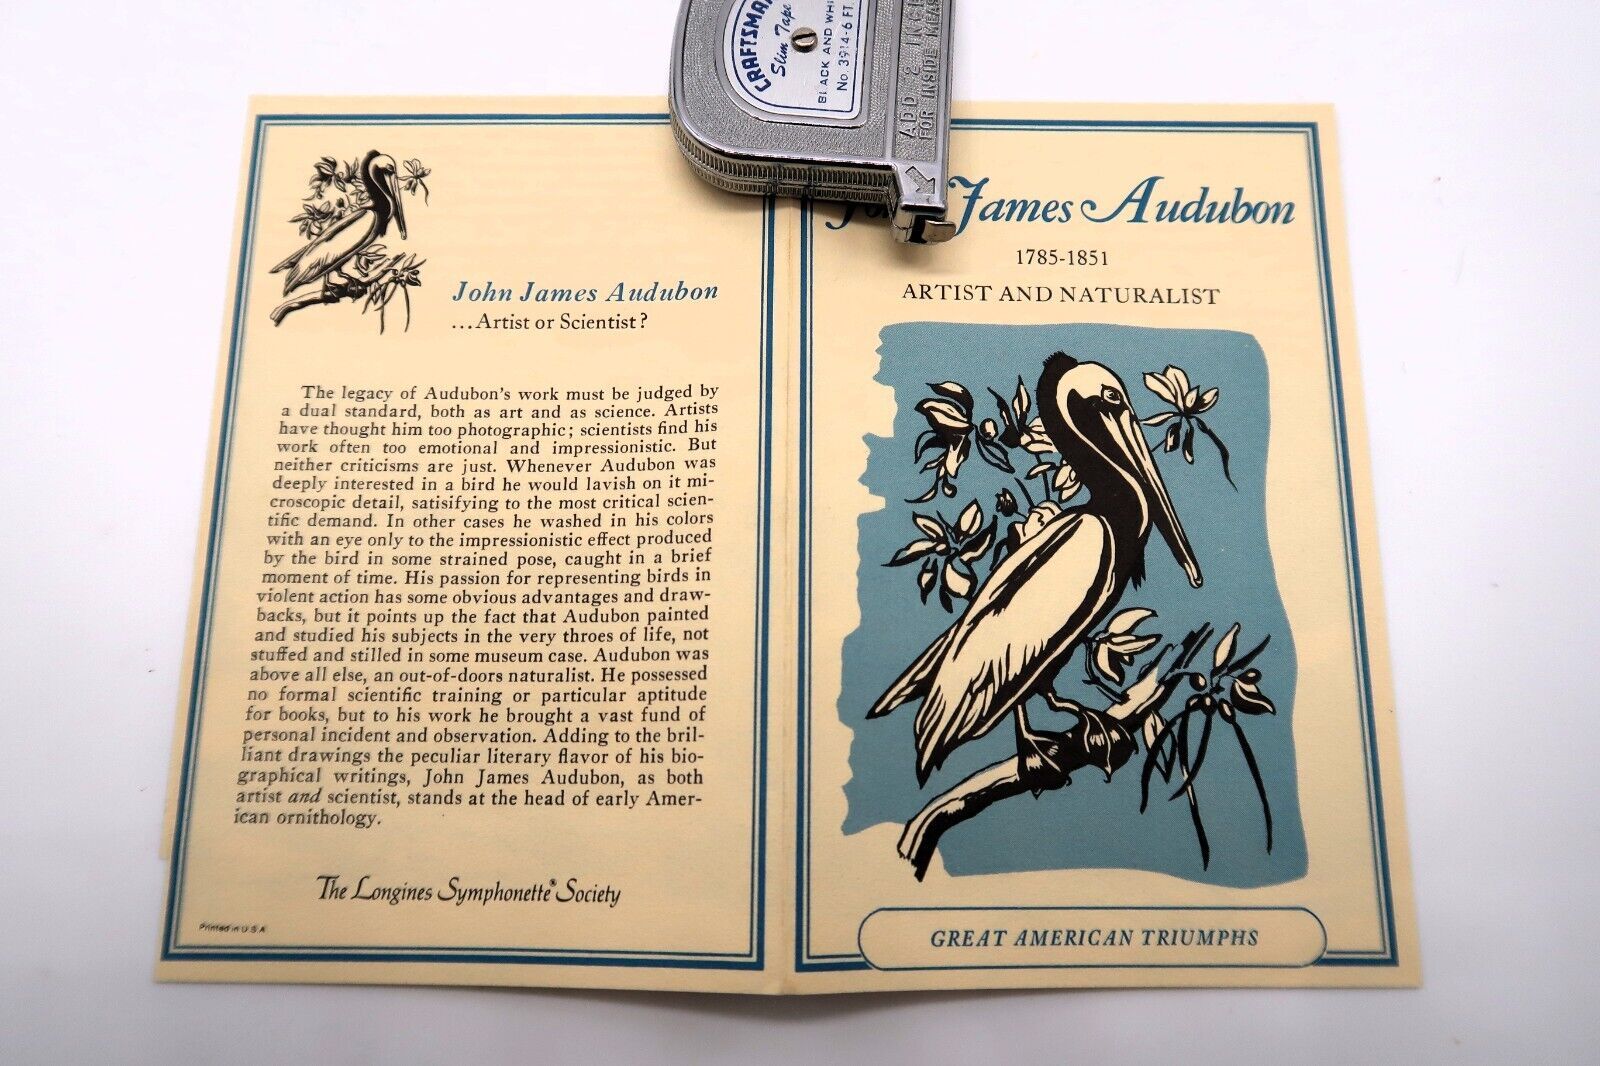 CRAFTSMAN
Slim Tape
BLACK AND WHI
No. 3914-6 FT.
ADD 2 INCH
FOR INSIDE MEAS
John James Audubon
...Artist or Scientist?
The legacy of Audubon's work must be judged by
a dual standard, both as art and as science. Artists
have thought him too photographic; scientists find his
work often too emotional and impressionistic. But
neither criticisms are just. Whenever Audubon was
deeply interested in a bird he would lavish on it mi-
croscopic detail, satisifying to the most critical scien-
tific demand. In other cases he washed in his colors
with an eye only to the impressionistic effect produced
by the bird in some strained pose, caught in a brief
moment of time. His passion for representing birds in
violent action has some obvious advantages and draw-
backs, but it points up the fact that Audubon painted
and studied his subjects in the very throes of life, not
stuffed and stilled in some museum case. Audubon was
above all else, an out-of-doors naturalist. He possessed
no formal scientific training or particular aptitude
for books, but to his work he brought a vast fund of
personal incident and observation. Adding to the bril-
liant drawings the peculiar literary flavor of his bio-
graphical writings, John James Audubon, as both
artist and scientist, stands at the head of early Amer-
ican ornithology.
The Longines Symphonette® Society
Printed in U.S.A.
James Audubon
1785-1851
ARTIST AND NATURALIST
GREAT AMERICAN TRIUMPHS